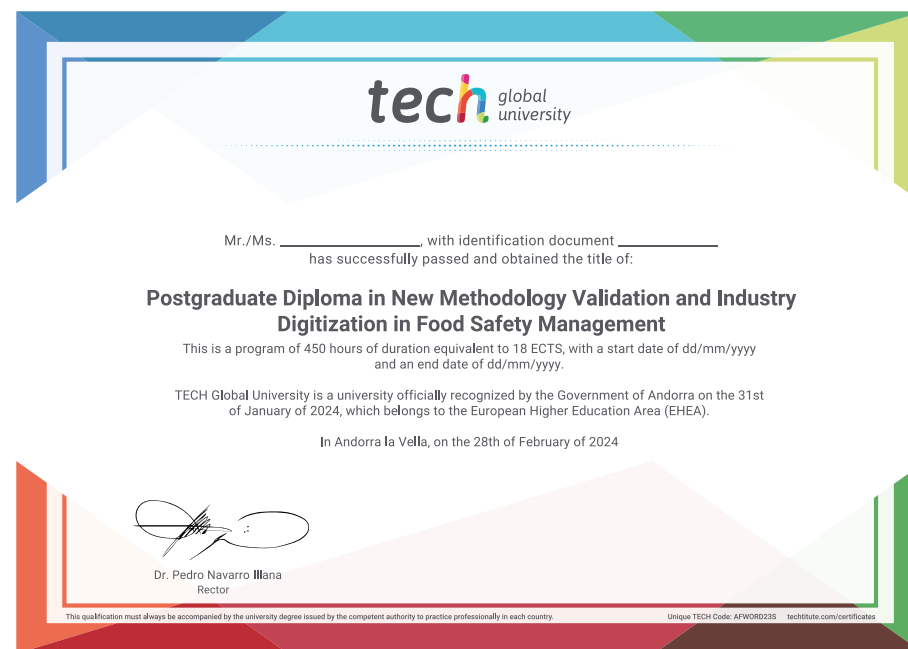 tech global university
Mr./Ms. ____________, with identification document ____________
has successfully passed and obtained the title of:
Postgraduate Diploma in New Methodology Validation and Industry
Digitization in Food Safety Management
This is a program of 450 hours of duration equivalent to 18 ECTS, with a start date of dd/mm/yyyy
and an end date of dd/mm/yyyy.
TECH Global University is a university officially recognized by the Government of Andorra on the 31st
of January of 2024, which belongs to the European Higher Education Area (EHEA).
In Andorra la Vella, on the 28th of February of 2024
Dr. Pedro Navarro Illana
Rector
This qualification must always be accompanied by the university degree issued by the competent authority to practice professionally in each country.
Unique TECH Code: AFWORD23S techtitute.com/certificates